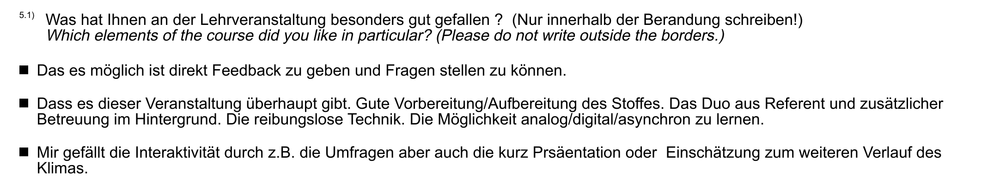 5.1) Was hat Ihnen an der Lehrveranstaltung besonders gut gefallen ?  (Nur innerhalb der Berandung schreiben!)
Which elements of the course did you like in particular? (Please do not write outside the borders.)
■ Das es möglich ist direkt Feedback zu geben und Fragen stellen zu können.
■ Dass es dieser Veranstaltung überhaupt gibt. Gute Vorbereitung/Aufbereitung des Stoffes. Das Duo aus Referent und zusätzlicher
Betreuung im Hintergrund. Die reibungslose Technik. Die Möglichkeit analog/digital/asynchron zu lernen.
■ Mir gefällt die Interaktivität durch z.B. die Umfragen aber auch die kurz Prsäentation oder  Einschätzung zum weiteren Verlauf des
Klimas.